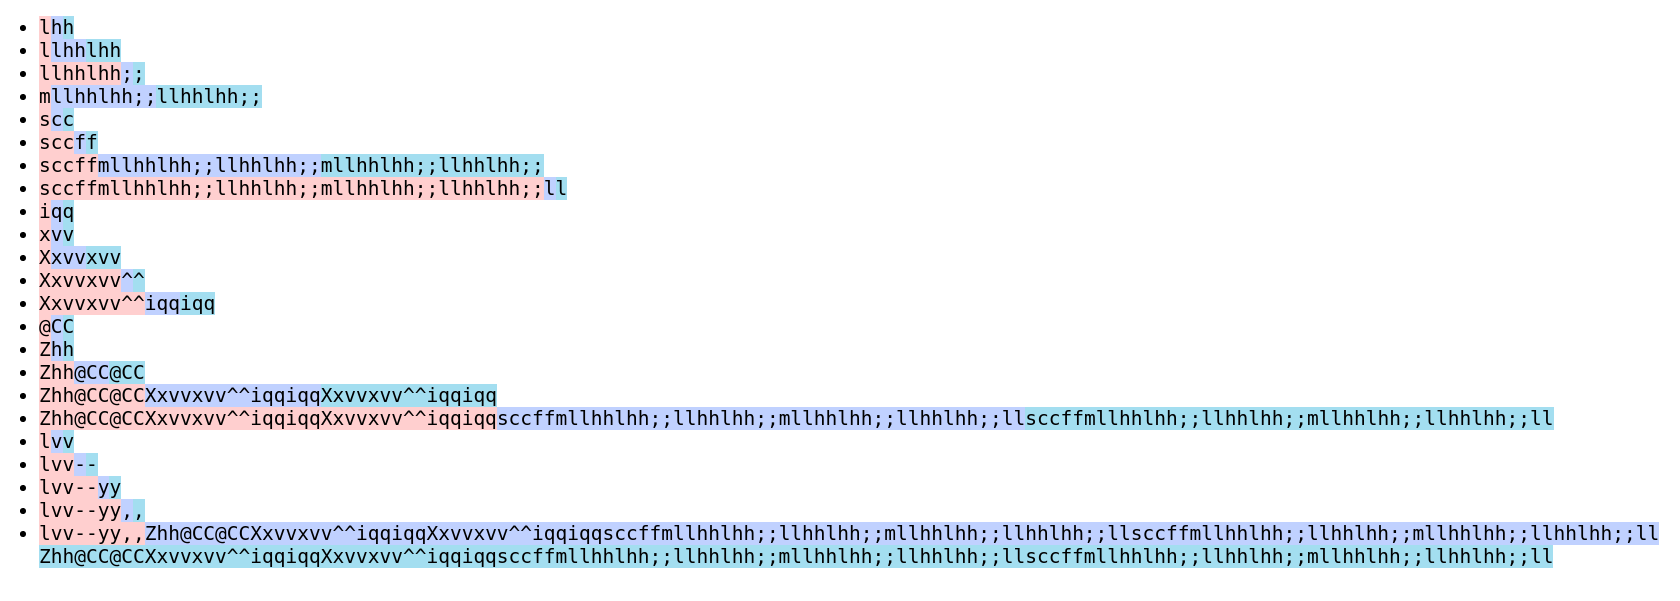 lhh
llhhlhh
llhhlhh;;
mllhhlhh;;llhhlhh;;
scc
sccff
sccffmllhhlhh;;llhhlhh;;mllhhlhh;;llhhlhh;;
sccffmllhhlhh;;llhhlhh;;mllhhlhh;;llhhlhh;;ll
iqq
xvv
Xxvvxvv
Xxvvxvv^^
Xxvvxvv^^iqqiqq
@CC
Zhh
Zhh@CC@CC
Zhh@CC@CCXxvvxvv^^iqqiqqXxvvxvv^^iqqiqq
Zhh@CC@CCXxvvxvv^^iqqiqqXxvvxvv^^iqqiqqsccffmllhhlhh;;llhhlhh;;mllhhlhh;;llhhlhh;;llsccffmllhhlhh;;llhhlhh;;mllhhlhh;;llhhlhh;;ll
lvv
lvv--
lvv--yy
lvv--yy,,
lvv--yy,,Zhh@CC@CCXxvvxvv^^iqqiqqXxvvxvv^^iqqiqqsccffmllhhlhh;;llhhlhh;;mllhhlhh;;llhhlhh;;llsccffmllhhlhh;;llhhlhh;;mllhhlhh;;llhhlhh;;ll
Zhh@CC@CCXxvvxvv^^iqqiqqXxvvxvv^^iqqiqqsccffmllhhlhh;;llhhlhh;;mllhhlhh;;llhhlhh;;llsccffmllhhlhh;;llhhlhh;;mllhhlhh;;llhhlhh;;ll